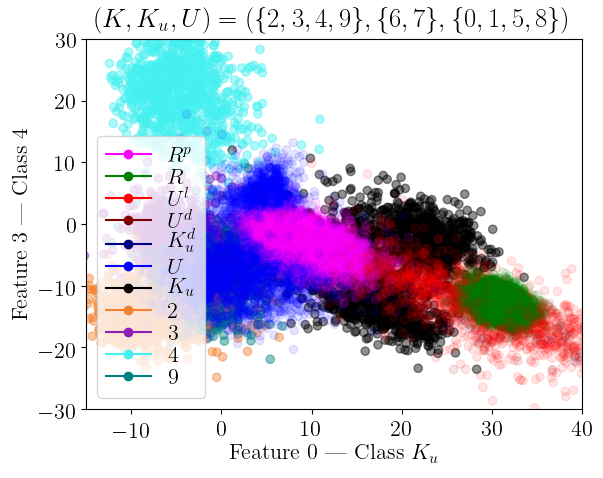 (K, K_u, U) = ({2, 3, 4, 9}, {6, 7}, {0, 1, 5, 8})
30
20
10
0
−10
−20
−30
Feature 3 — Class 4
R^p
R
U^l
U^d
K_u^d
U
K_u
2
3
4
9
−10
0
10
20
30
40
Feature 0 — Class K_u